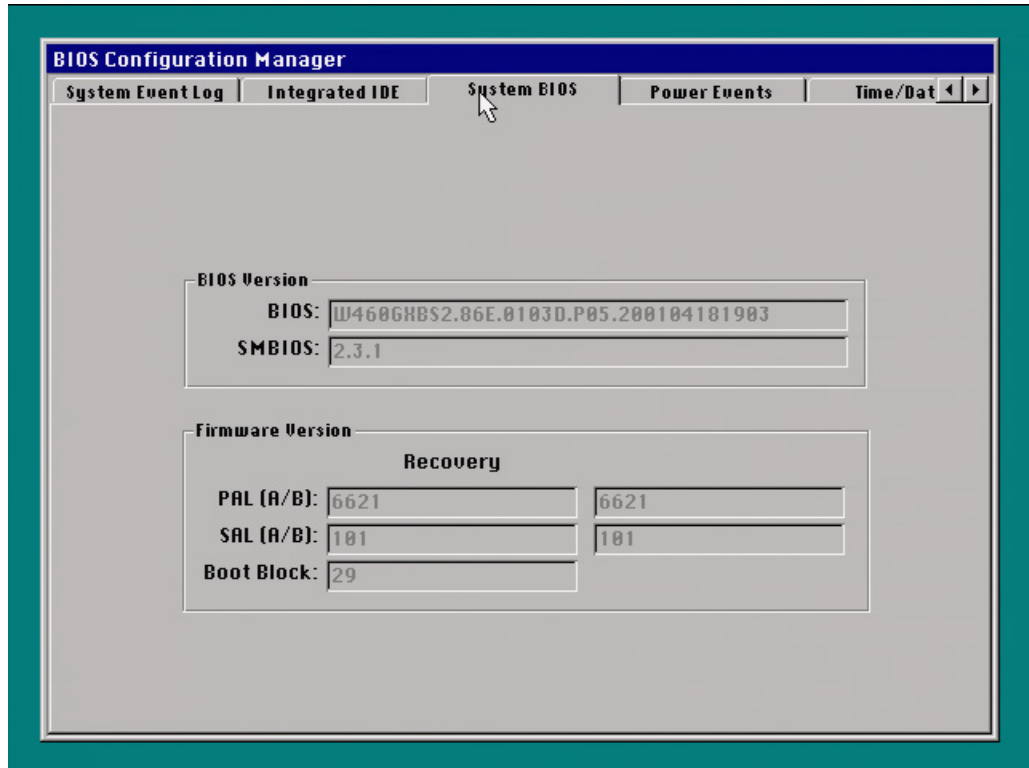 BIOS Configuration Manager
System Event Log Integrated IDE System BIOS Power Events Time/Dat
BIOS Version
BIOS: W460GXBS2.86E.0103D.P05.200104181903
SMBIOS: 2.3.1
Firmware Version
Recovery
PAL (A/B): 6621 6621
SAL (A/B): 101 101
Boot Block: 29